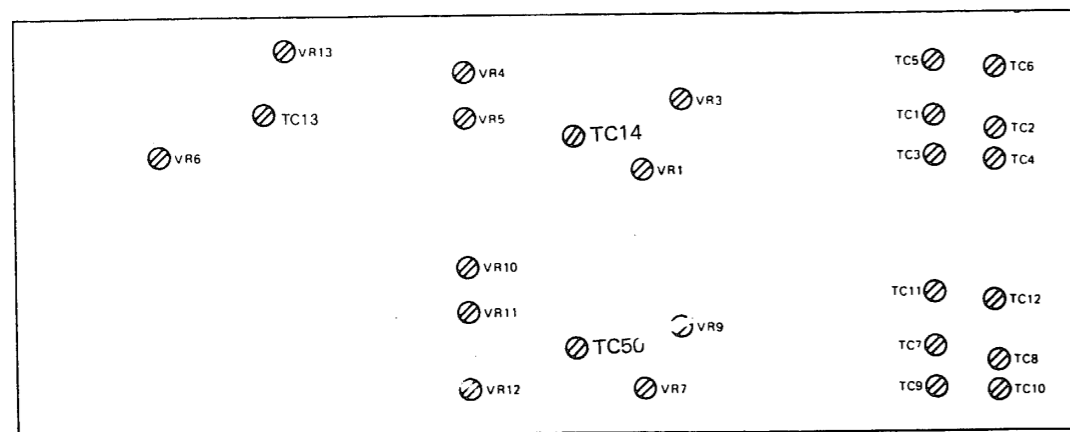 VR13
VR4
TC5
TC6
VR3
TC13
VR5
TC14
TC1
TC2
VR6
VR1
TC3
TC4
VR10
VR11
TC11
TC12
VR9
TC50
TC7
TC8
VR12
VR7
TC9
TC10